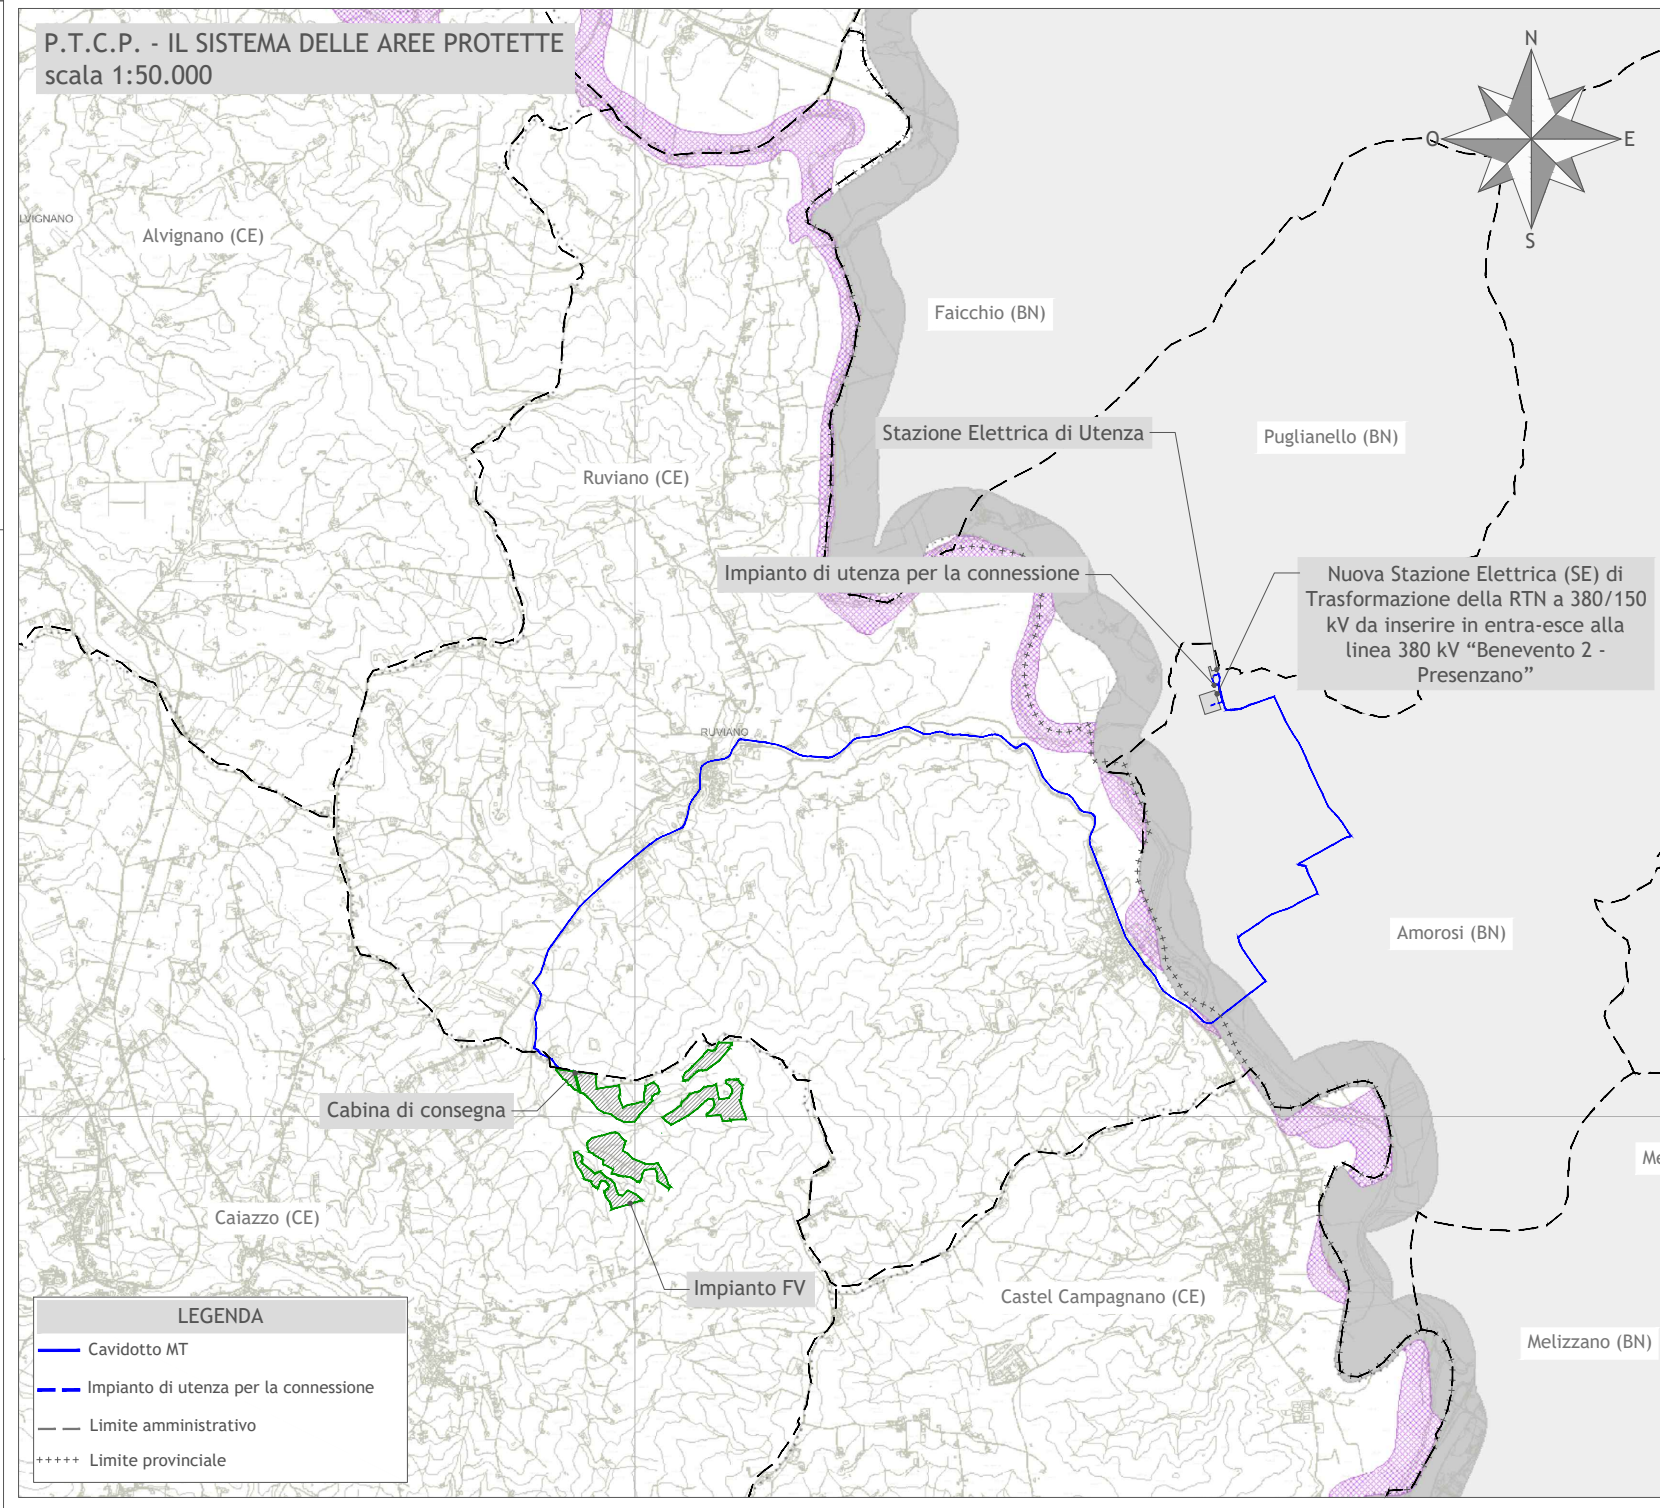 P.T.C.P. - IL SISTEMA DELLE AREE PROTETTE
scala 1:50.000
N
O
E
S
LVIGNANO
Alvignano (CE)
Faicchio (BN)
Stazione Elettrica di Utenza
Puglianello (BN)
Ruviano (CE)
Impianto di utenza per la connessione
Nuova Stazione Elettrica (SE) di
Trasformazione della RTN a 380/150
kV da inserire in entra-esce alla
linea 380 kV “Benevento 2 -
Presenzano”
RUVIANO
Amorosi (BN)
Cabina di consegna
Me
Caiazzo (CE)
Impianto FV
Castel Campagnano (CE)
Melizzano (BN)
LEGENDA
Cavidotto MT
Impianto di utenza per la connessione
Limite amministrativo
Limite provinciale